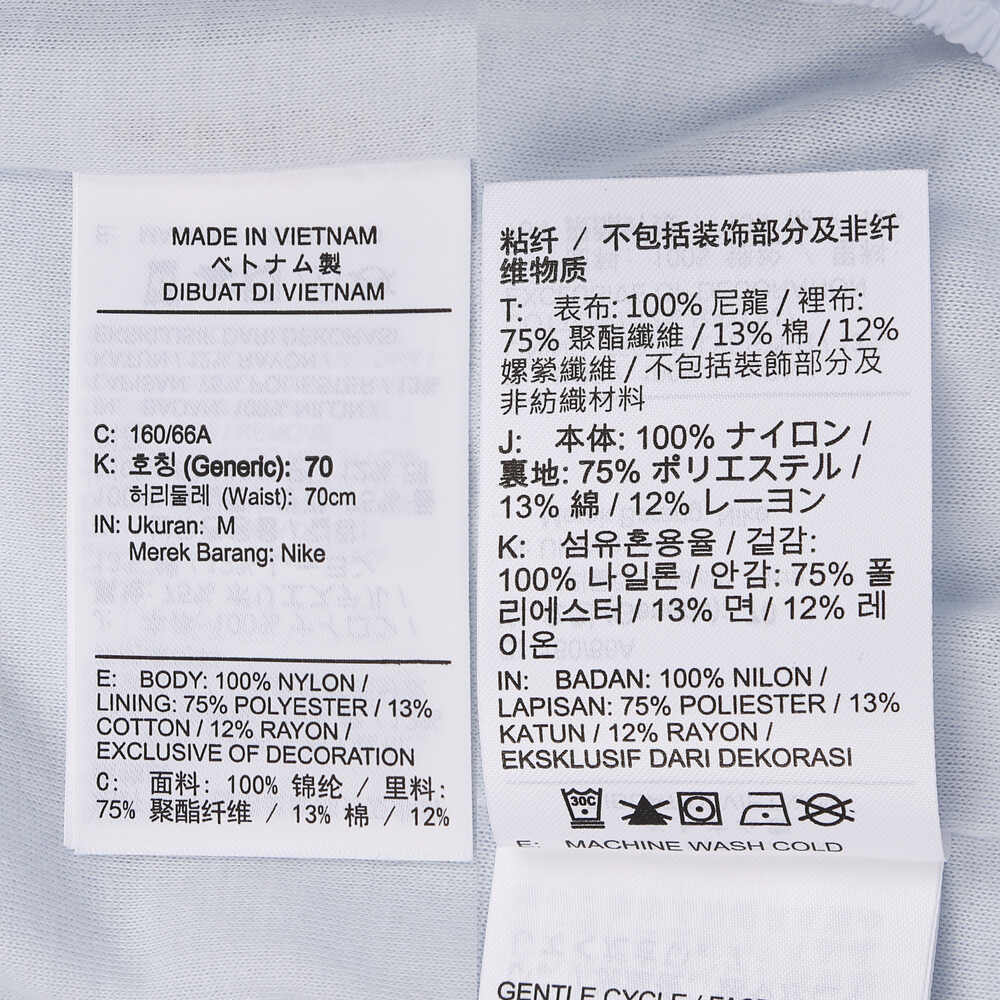 MADE IN VIETNAM
ベトナム製
DIBUAT DI VIETNAM
C: 160/66A
K: 호칭 (Generic): 70
허리둘레 (Waist): 70cm
IN: Ukuran: M
Merek Barang: Nike
E: BODY: 100% NYLON /
LINING: 75% POLYESTER / 13%
COTTON / 12% RAYON /
EXCLUSIVE OF DECORATION
C: 面料: 100% 锦纶 / 里料:
75% 聚酯纤维 / 13% 棉 / 12%
粘纤 / 不包括装饰部分及非纤
维物质
T: 表布: 100% 尼龍 / 裡布:
75% 聚酯纖維 / 13% 棉 / 12%
嫘縈纖維 / 不包括裝飾部分及
非紡織材料
J: 本体: 100% ナイロン /
裏地: 75% ポリエステル /
13% 綿 / 12% レーヨン
K: 섬유혼용율 / 겉감:
100% 나일론 / 안감: 75% 폴
리에스터 / 13% 면 / 12% 레
이온
IN: BADAN: 100% NILON /
LAPISAN: 75% POLIESTER / 13%
KATUN / 12% RAYON /
EKSKLUSIF DARI DEKORASI
30C
E: MACHINE WASH COLD
GENTLE CYCLE /